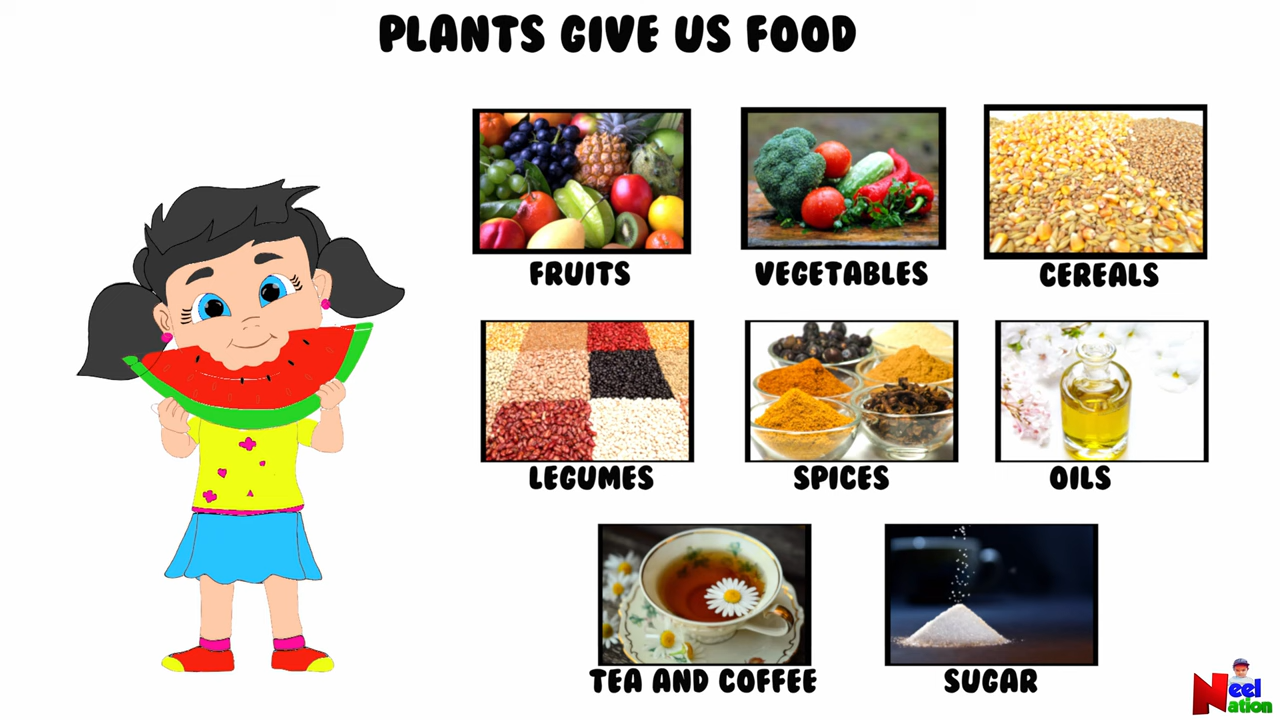 PLANTS GIVE US FOOD
FRUITS
VEGETABLES
CEREALS
LEGUMES
SPICES
OILS
TEA AND COFFEE
SUGAR
Neel
Nation